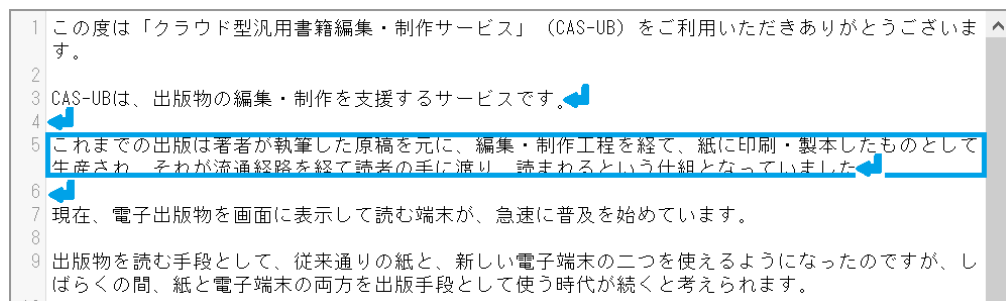 1 この度は「クラウド型汎用書籍編集・制作サービス」（CAS-UB）をご利用いただきありがとうございま
す。
2
3 CAS-UBは、出版物の編集・制作を支援するサービスです。
4
5 これまでの出版は著者が執筆した原稿を元に、編集・制作工程を経て、紙に印刷・製本したものとして
生産され、それが流通経路を経て読者の手に渡り、読まれるという仕組となっていました
6
7 現在、電子出版物を画面に表示して読む端末が、急速に普及を始めています。
8
9 出版物を読む手段として、従来通りの紙と、新しい電子端末の二つを使えるようになったのですが、し
ばらくの間、紙と電子端末の両方を出版手段として使う時代が続くと考えられます。